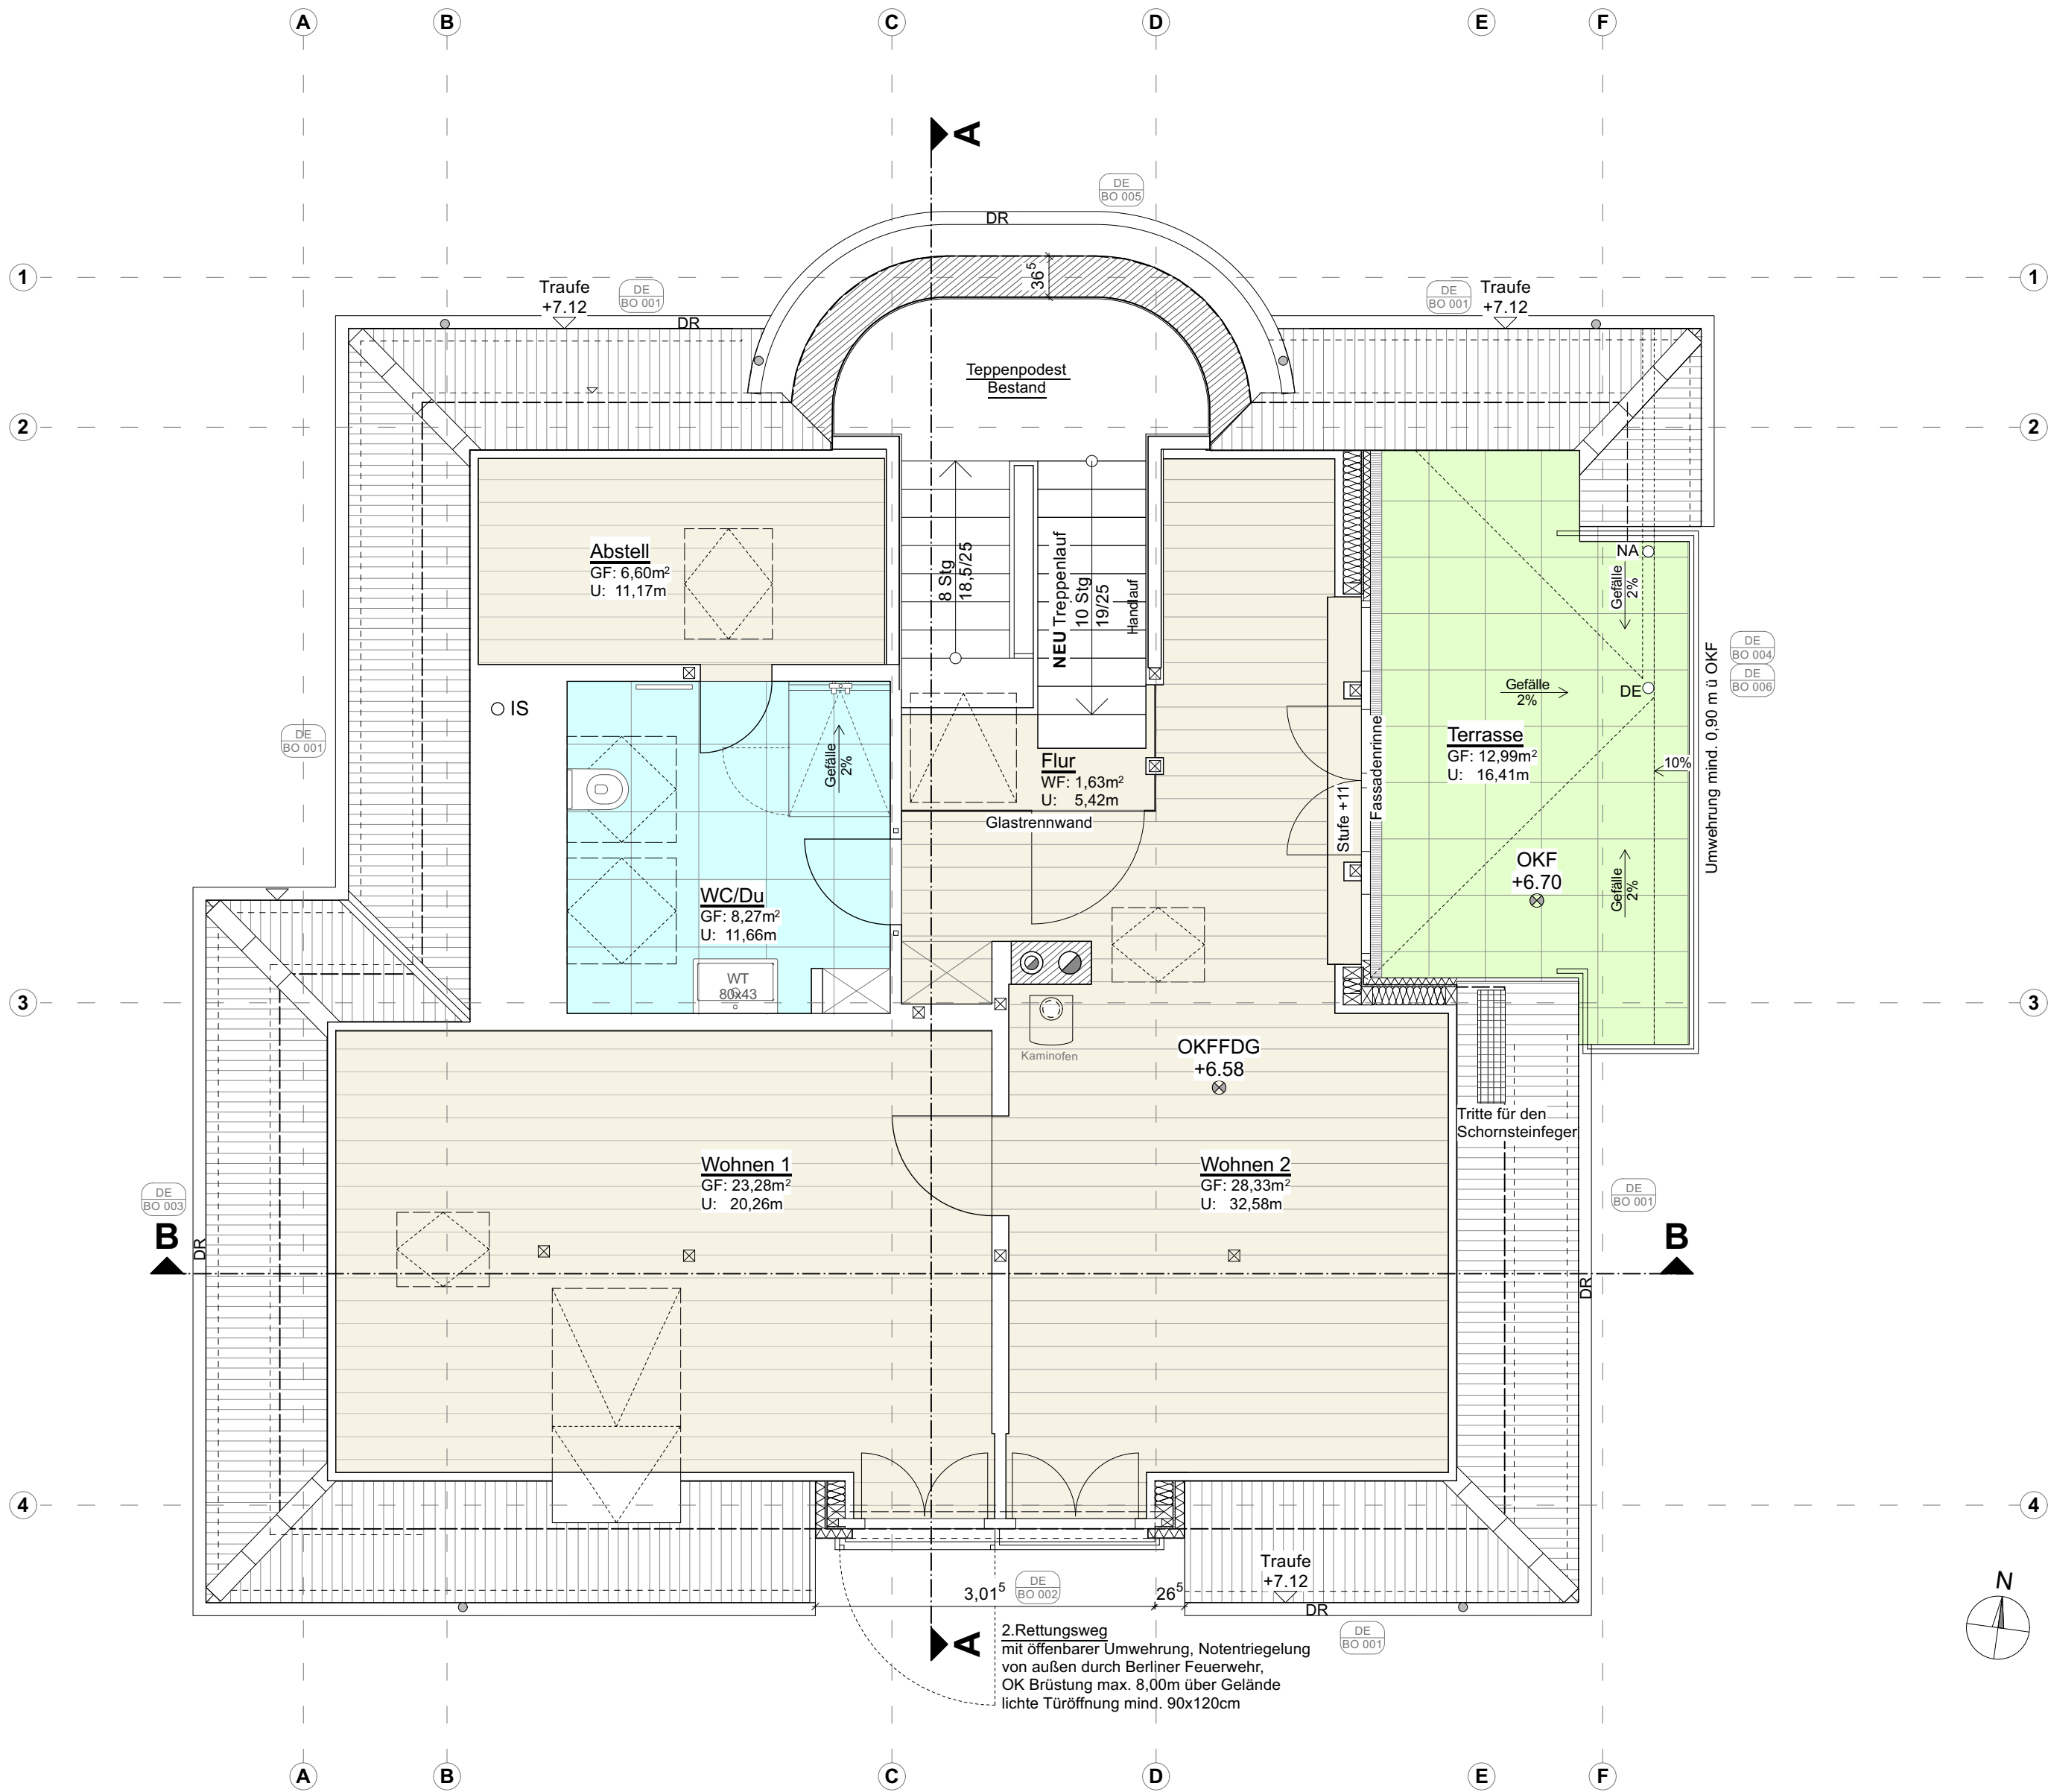 A B C D E F
A
DE
BO 005
DR
1 1
36⁵
Traufe
+7.12
DE
BO 001
DR
DE
BO 001
Traufe
+7.12
Teppenpodest
Bestand
2 2
Abstell
GF: 6,60m²
U: 11,17m
8 Stg
18,5/25
NEU Treppenlauf
10 Stg
19/25
Handlauf
NA
Gefälle
2%
DE
BO 004
DE
BO 006
Umwehrung mind. 0,90 m ü OKF
IS
DE
BO 001
Gefälle
2%
DE
Terrasse
GF: 12,99m²
U: 16,41m
10%
Gefälle
2%
Flur
WF: 1,63m²
U: 5,42m
Glastrennwand
Stufe +11
Fassadenrinne
OKF
+6.70
Gefälle
2%
WC/Du
GF: 8,27m²
U: 11,66m
WT
80x43
3 3
Kaminofen
OKFFDG
+6.58
Tritte für den
Schornsteinfeger
Wohnen 1
GF: 23,28m²
U: 20,26m
Wohnen 2
GF: 28,33m²
U: 32,58m
DE
BO 003
DE
BO 001
B B
DR
DR
4 4
Traufe
+7.12
3,01⁵
DE
BO 002
26⁵
DR
DE
BO 001
N
A
2.Rettungsweg
mit öffenbarer Umwehrung, Notentriegelung
von außen durch Berliner Feuerwehr,
OK Brüstung max. 8,00m über Gelände
lichte Türöffnung mind. 90x120cm
A B C D E F